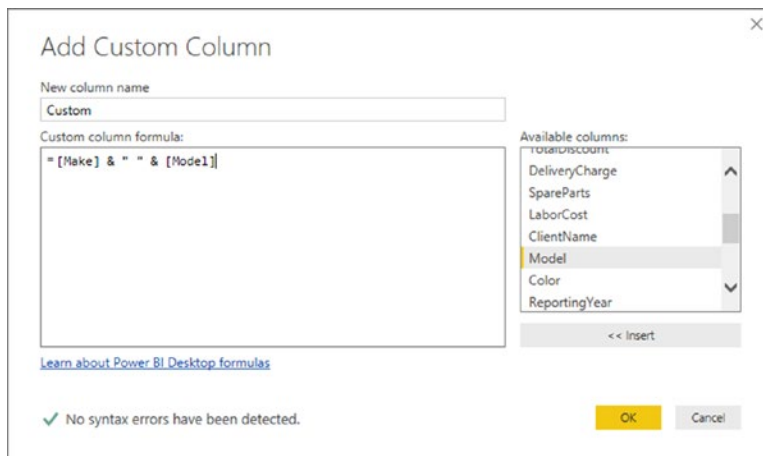 Add Custom Column
New column name
Custom
Custom column formula:
= [Make] & " " & [Model]
Available columns:
TotalDiscount
DeliveryCharge
SpareParts
LaborCost
ClientName
Model
Color
ReportingYear
<< Insert
Learn about Power BI Desktop formulas
No syntax errors have been detected.
OK
Cancel